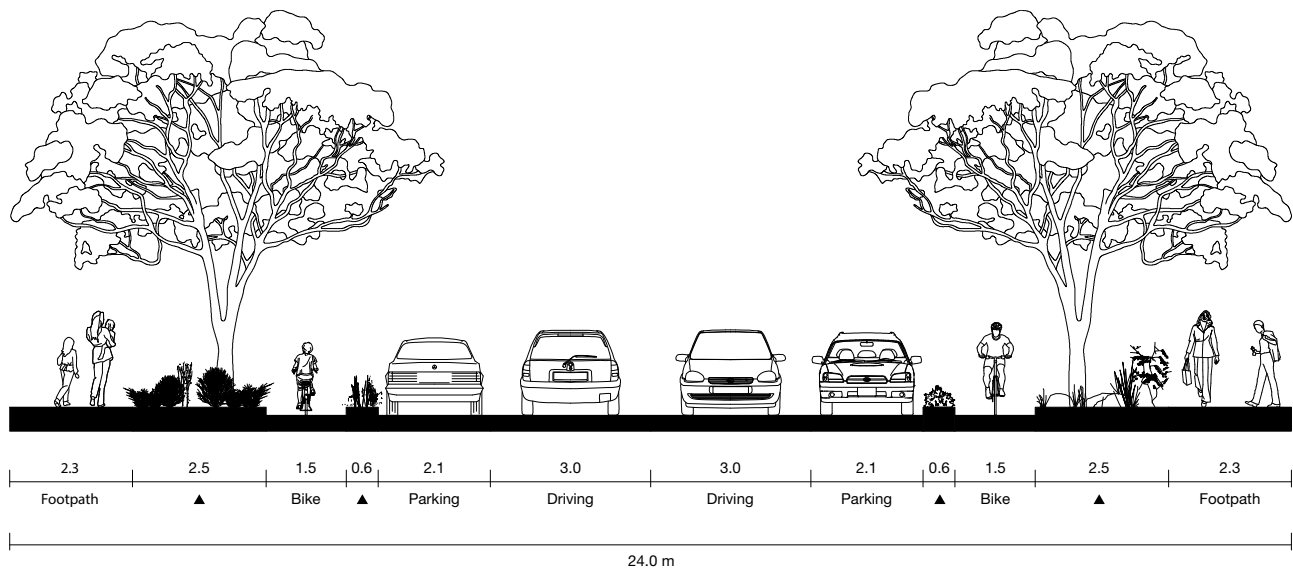 2.3 2.5 1.5 0.6 2.1 3.0 3.0 2.1 0.6 1.5 2.5 2.3
Footpath ▲ Bike ▲ Parking Driving Driving Parking ▲ Bike ▲ Footpath
24.0 m